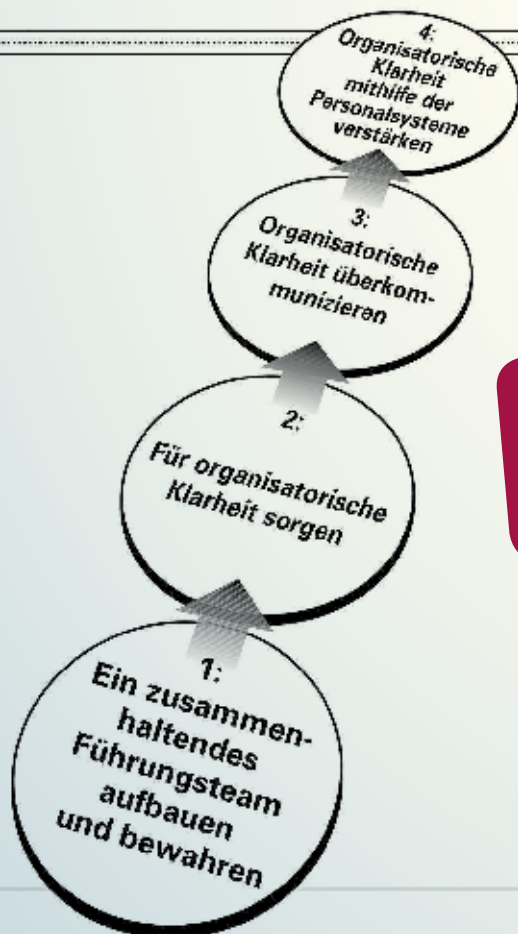 4:
Organisatorische
Klarheit
mithilfe der
Personalsysteme
verstärken
3:
Organisatorische
Klarheit überkom-
munizieren
2:
Für organisatorische
Klarheit sorgen
1:
Ein zusammen-
haltendes
Führungsteam
aufbauen
und bewahren